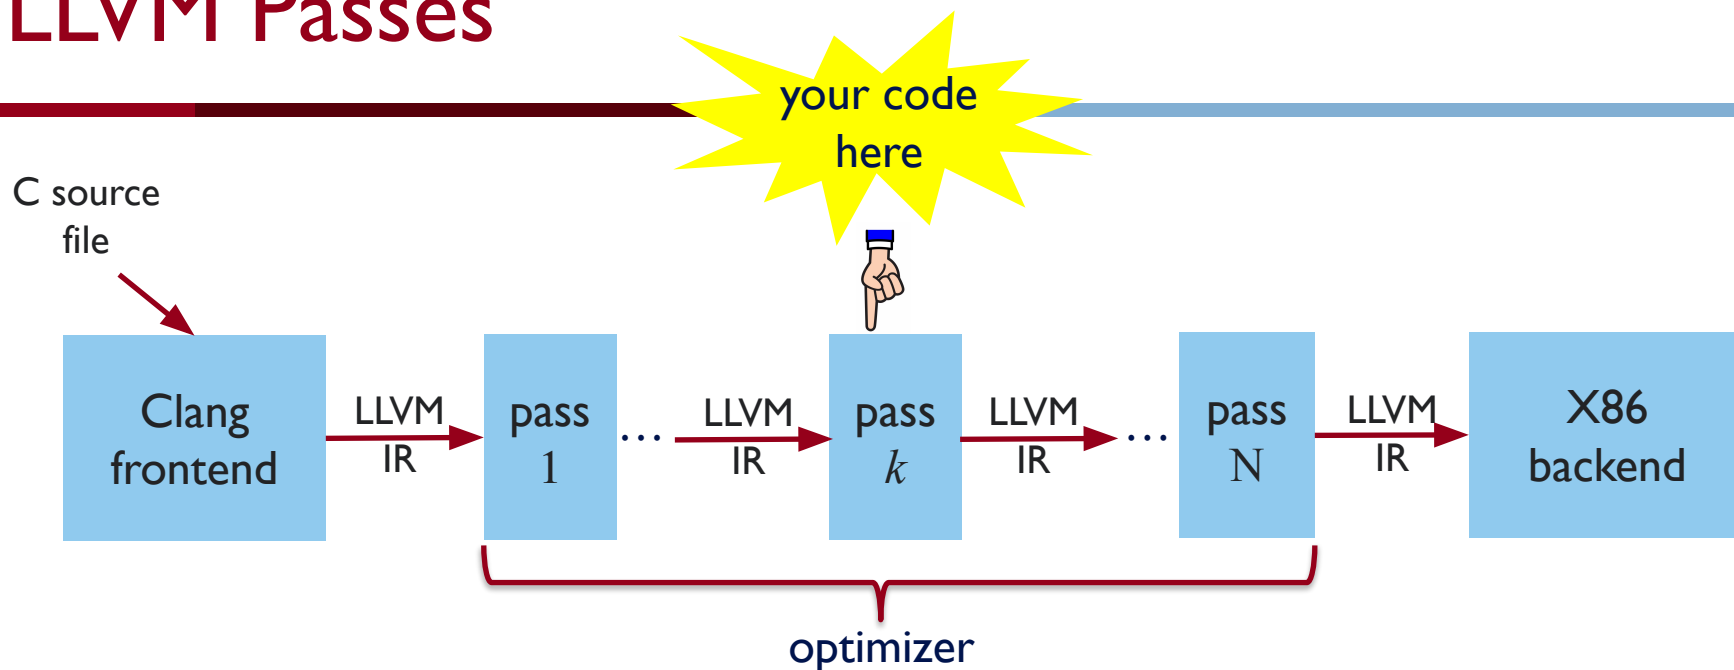 LLVM Passes
your code
here
C source
file
Clang
frontend
LLVM
IR
pass
1
...
LLVM
IR
pass
k
LLVM
IR
...
pass
N
LLVM
IR
X86
backend
optimizer